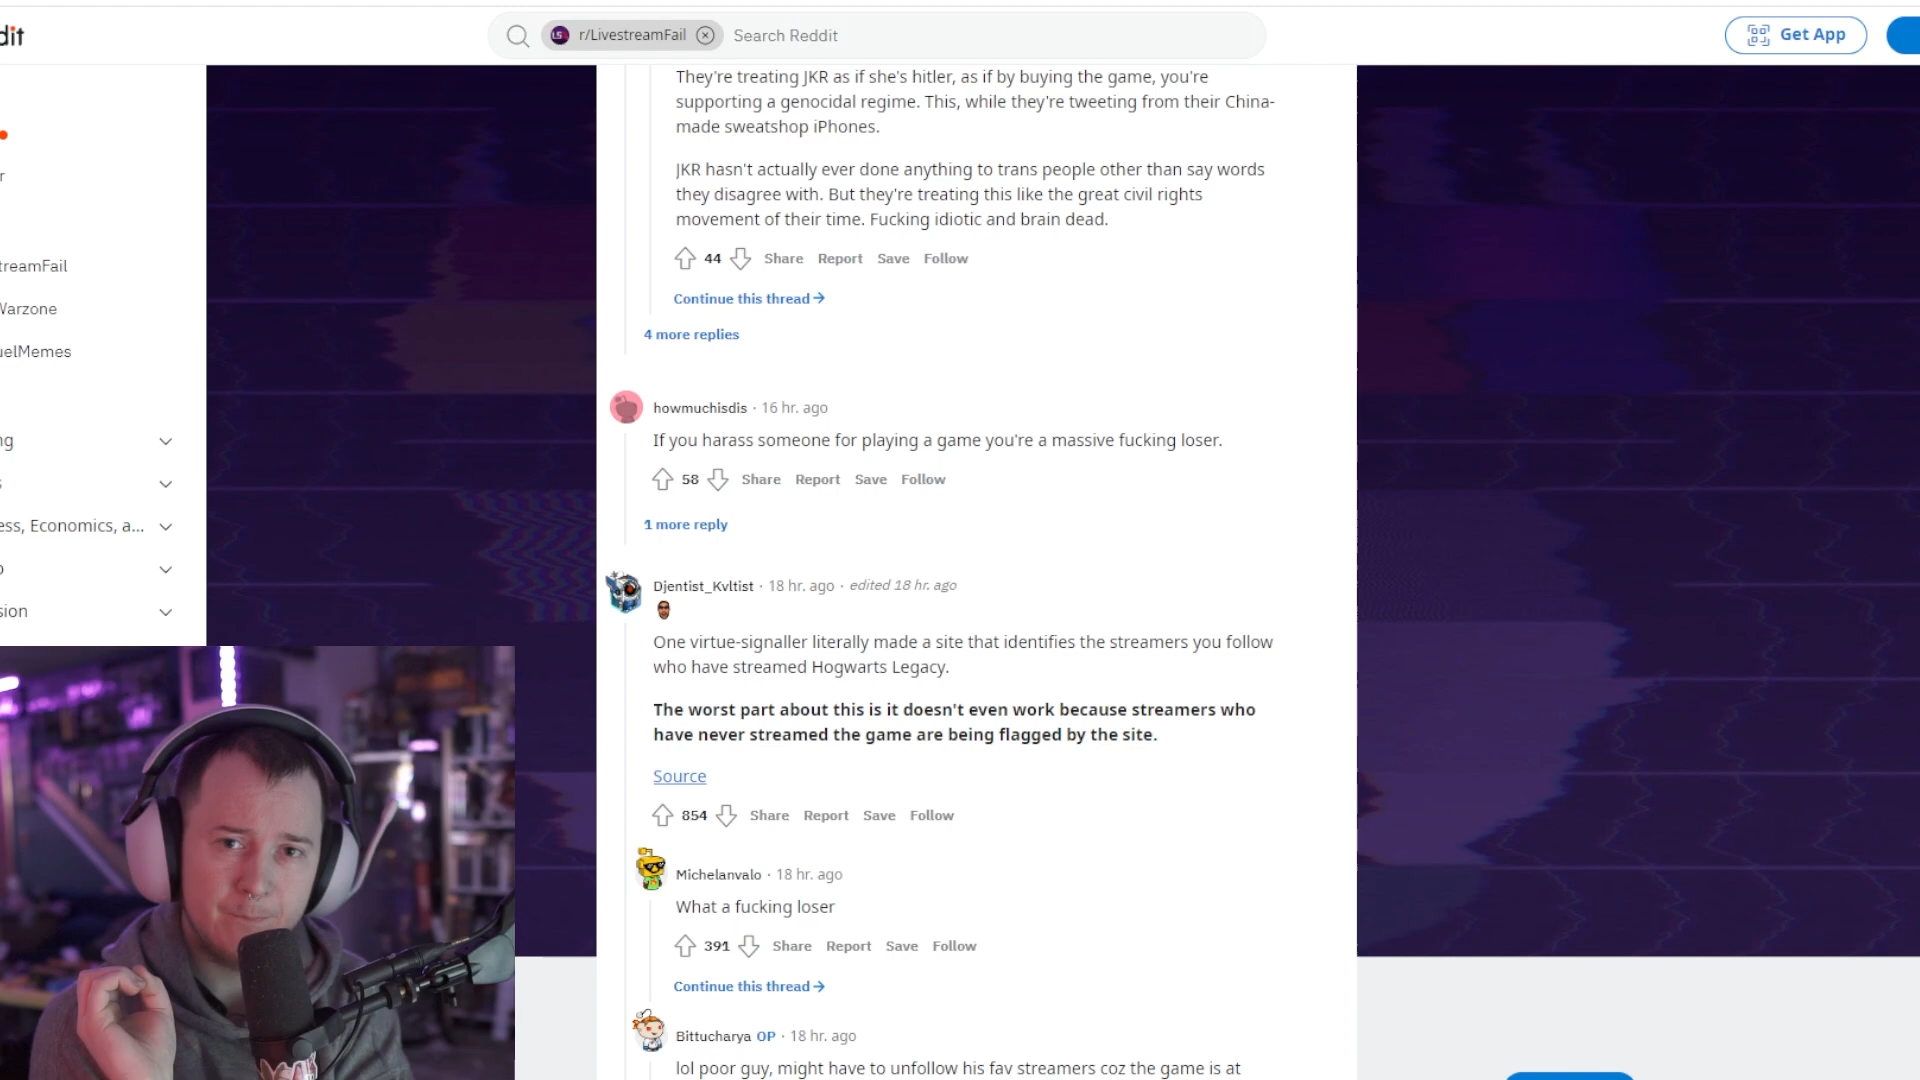 dit
r/LivestreamFail
Search Reddit
Get App
They're treating JKR as if she's hitler, as if by buying the game, you're
supporting a genocidal regime. This, while they're tweeting from their China-
made sweatshop iPhones.
JKR hasn't actually ever done anything to trans people other than say words
they disagree with. But they're treating this like the great civil rights
movement of their time. Fucking idiotic and brain dead.
44 Share Report Save Follow
Continue this thread →
4 more replies
howmuchisdis · 16 hr. ago
If you harass someone for playing a game you're a massive fucking loser.
58 Share Report Save Follow
1 more reply
Djentist_Kvltist · 18 hr. ago · edited 18 hr. ago
One virtue-signaller literally made a site that identifies the streamers you follow
who have streamed Hogwarts Legacy.
The worst part about this is it doesn't even work because streamers who
have never streamed the game are being flagged by the site.
Source
854 Share Report Save Follow
Michelanvalo · 18 hr. ago
What a fucking loser
391 Share Report Save Follow
Continue this thread →
Bittucharya OP · 18 hr. ago
lol poor guy, might have to unfollow his fav streamers coz the game is at
r
treamFail
Warzone
uelMemes
ng
s
ess, Economics, a...
o
sion